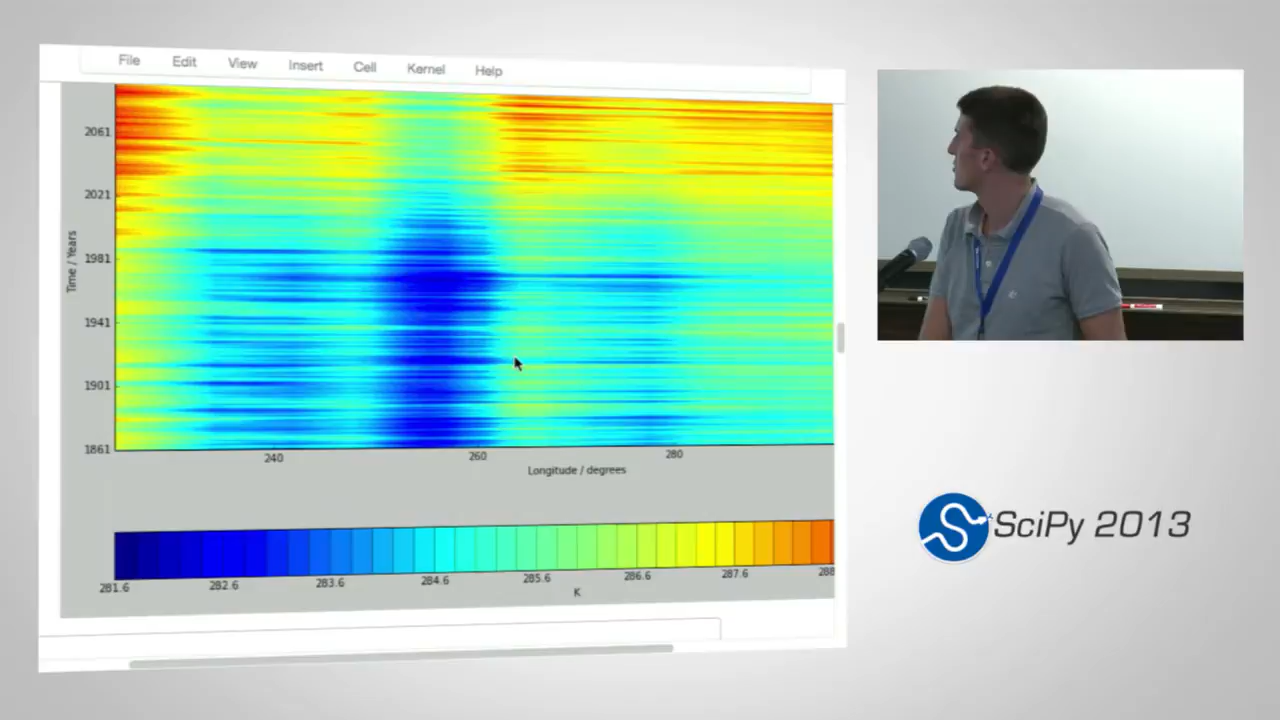 File Edit View Insert Cell Kernel Help
2061
2021
1981
1941
1901
1861
Time / Years
240 260 280
Longitude / degrees
281.6 282.6 283.6 284.6 285.6 286.6 287.6 288
K
SciPy 2013